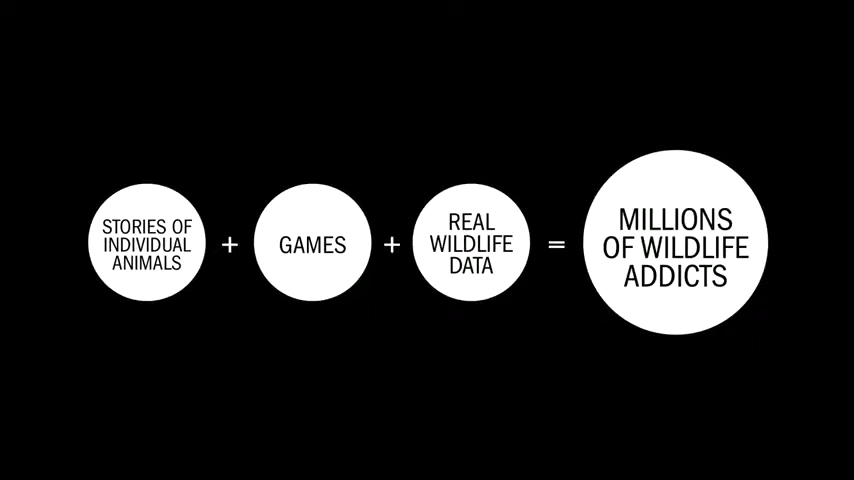 STORIES OF
INDIVIDUAL
ANIMALS
+
GAMES
+
REAL
WILDLIFE
DATA
=
MILLIONS
OF WILDLIFE
ADDICTS